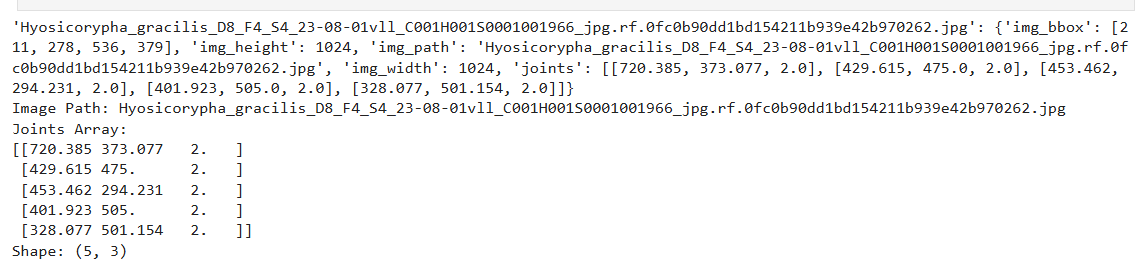 'Hyosicorypha_gracilis_D8_F4_S4_23-08-01vll_C001H001S0001001966_jpg.rf.0fc0b90dd1bd154211b939e42b970262.jpg': {'img_bbox': [2
11, 278, 536, 379], 'img_height': 1024, 'img_path': 'Hyosicorypha_gracilis_D8_F4_S4_23-08-01vll_C001H001S0001001966_jpg.rf.0f
c0b90dd1bd154211b939e42b970262.jpg', 'img_width': 1024, 'joints': [[720.385, 373.077, 2.0], [429.615, 475.0, 2.0], [453.462,
294.231, 2.0], [401.923, 505.0, 2.0], [328.077, 501.154, 2.0]]}
Image Path: Hyosicorypha_gracilis_D8_F4_S4_23-08-01vll_C001H001S0001001966_jpg.rf.0fc0b90dd1bd154211b939e42b970262.jpg
Joints Array:
[[720.385 373.077   2.   ]
 [429.615 475.      2.   ]
 [453.462 294.231   2.   ]
 [401.923 505.      2.   ]
 [328.077 501.154   2.   ]]
Shape: (5, 3)